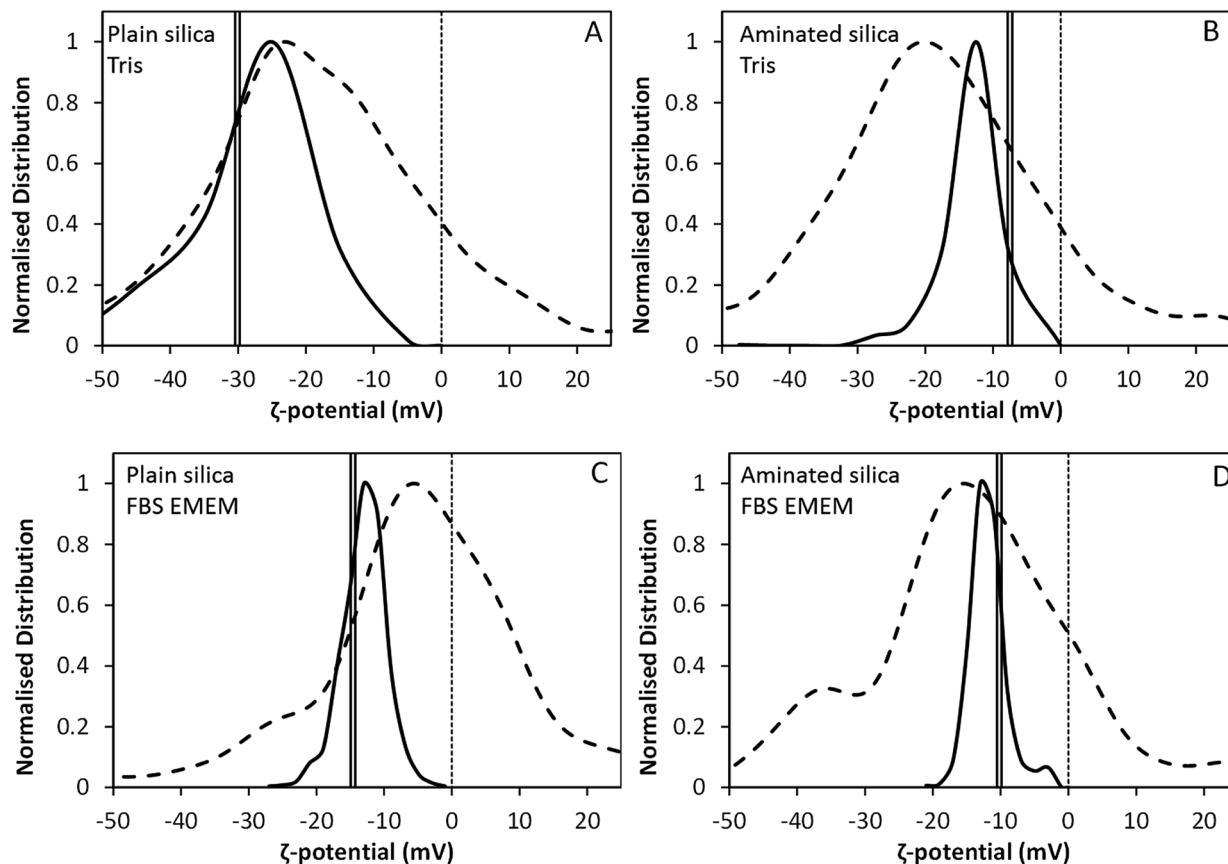 Plain silica
Tris
A
Normalised Distribution
1
0.8
0.6
0.4
0.2
0
-50 -40 -30 -20 -10 0 10 20
ζ-potential (mV)
Aminated silica
Tris
B
Normalised Distribution
1
0.8
0.6
0.4
0.2
0
-50 -40 -30 -20 -10 0 10 20
ζ-potential (mV)
Plain silica
FBS EMEM
C
Normalised Distribution
1
0.8
0.6
0.4
0.2
0
-50 -40 -30 -20 -10 0 10 20
ζ-potential (mV)
Aminated silica
FBS EMEM
D
Normalised Distribution
1
0.8
0.6
0.4
0.2
0
-50 -40 -30 -20 -10 0 10 20
ζ-potential (mV)